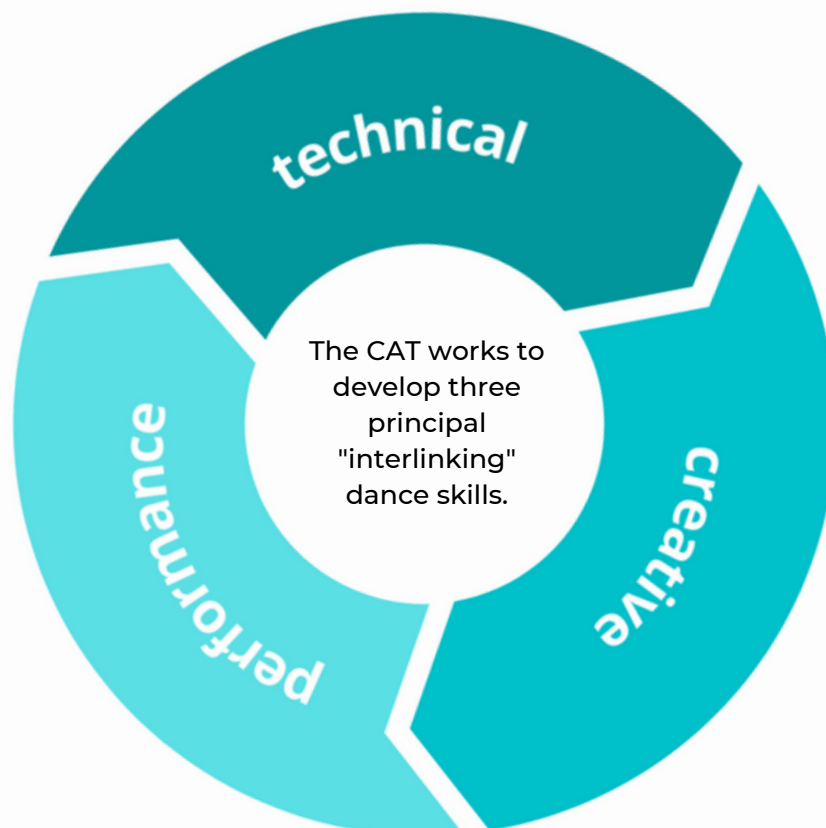 technical
The CAT works to
develop three
principal
"interlinking"
dance skills.
creative
performance